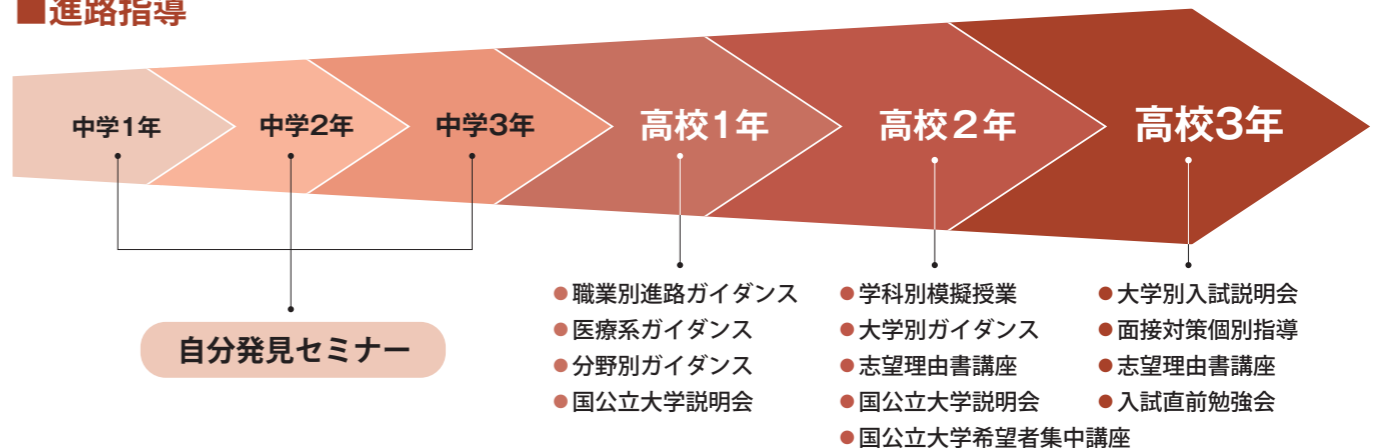 ■進路指導
中学1年
中学2年
中学3年
高校1年
高校２年
高校3年
自分発見セミナー
●職業別進路ガイダンス
●医療系ガイダンス
●分野別ガイダンス
●国公立大学説明会
●学科別模擬授業
●大学別ガイダンス
●志望理由書講座
●国公立大学説明会
●国公立大学希望者集中講座
●大学別入試説明会
●面接対策個別指導
●志望理由書講座
●入試直前勉強会